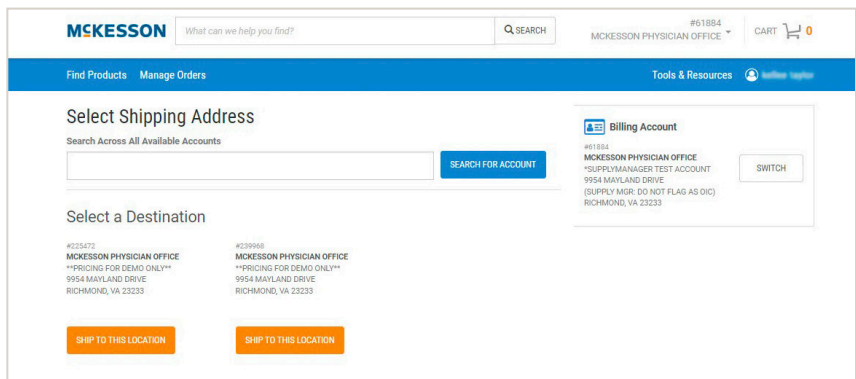 MCKESSON
What can we help you find?
SEARCH
#61884
MCKESSON PHYSICIAN OFFICE
CART 0
Find Products Manage Orders
Tools & Resources
Select Shipping Address
Search Across All Available Accounts
SEARCH FOR ACCOUNT
Billing Account
#61884
MCKESSON PHYSICIAN OFFICE
*SUPPLYMANAGER TEST ACCOUNT
9954 MAYLAND DRIVE
(SUPPLY MGR: DO NOT FLAG AS OIC)
RICHMOND, VA 23233
SWITCH
Select a Destination
#225472
MCKESSON PHYSICIAN OFFICE
**PRICING FOR DEMO ONLY**
9954 MAYLAND DRIVE
RICHMOND, VA 23233
SHIP TO THIS LOCATION
#239968
MCKESSON PHYSICIAN OFFICE
**PRICING FOR DEMO ONLY**
9954 MAYLAND DRIVE
RICHMOND, VA 23233
SHIP TO THIS LOCATION